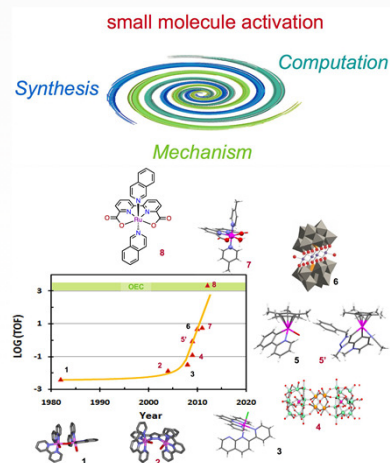 small molecule activation
Computation
Synthesis
Mechanism
N
N
N
N
O
O
Ru
O
O
8
7
6
OEC
8
6
7
5'
4
3
2
1
3
1
-1
-3
LOG(TOF)
1980
1990
2000
2010
2020
Year
5
5'
4
1
2
3